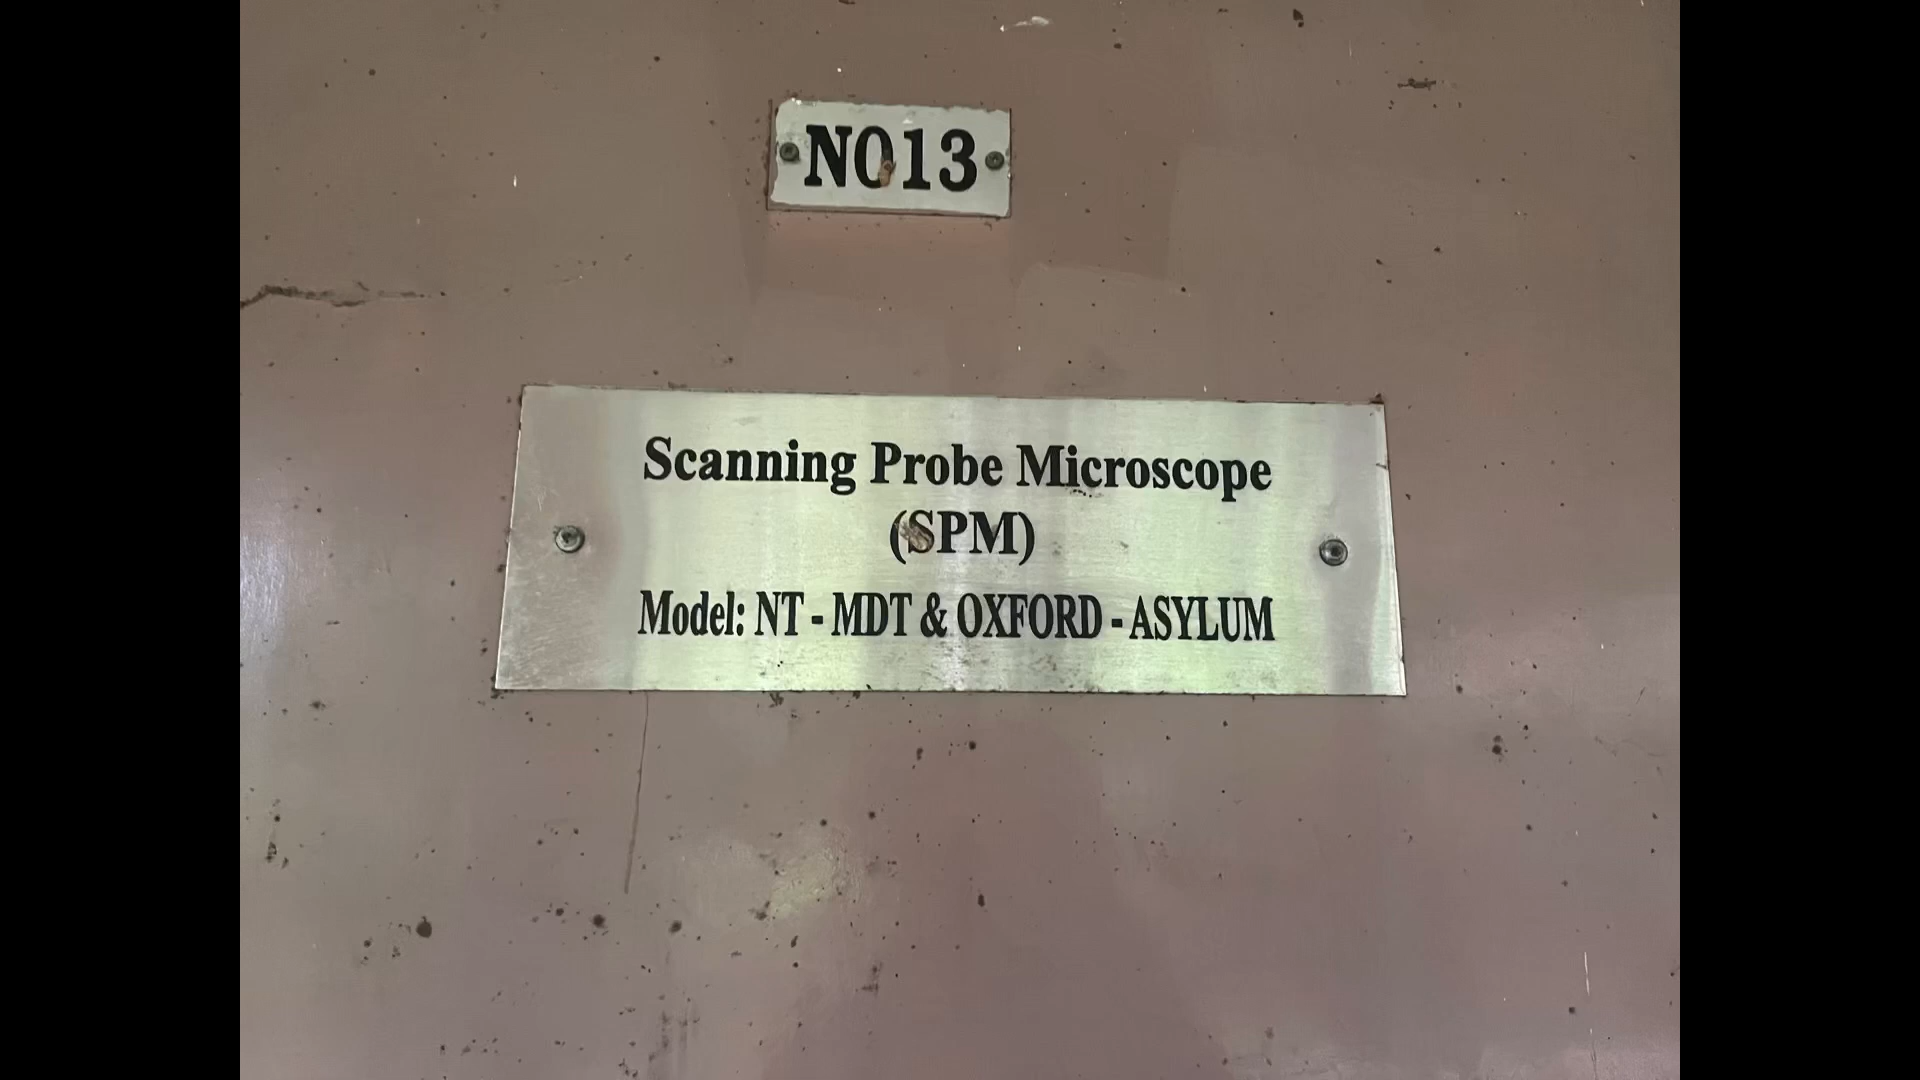 N013
Scanning Probe Microscope
(SPM)
Model: NT - MDT & OXFORD - ASYLUM